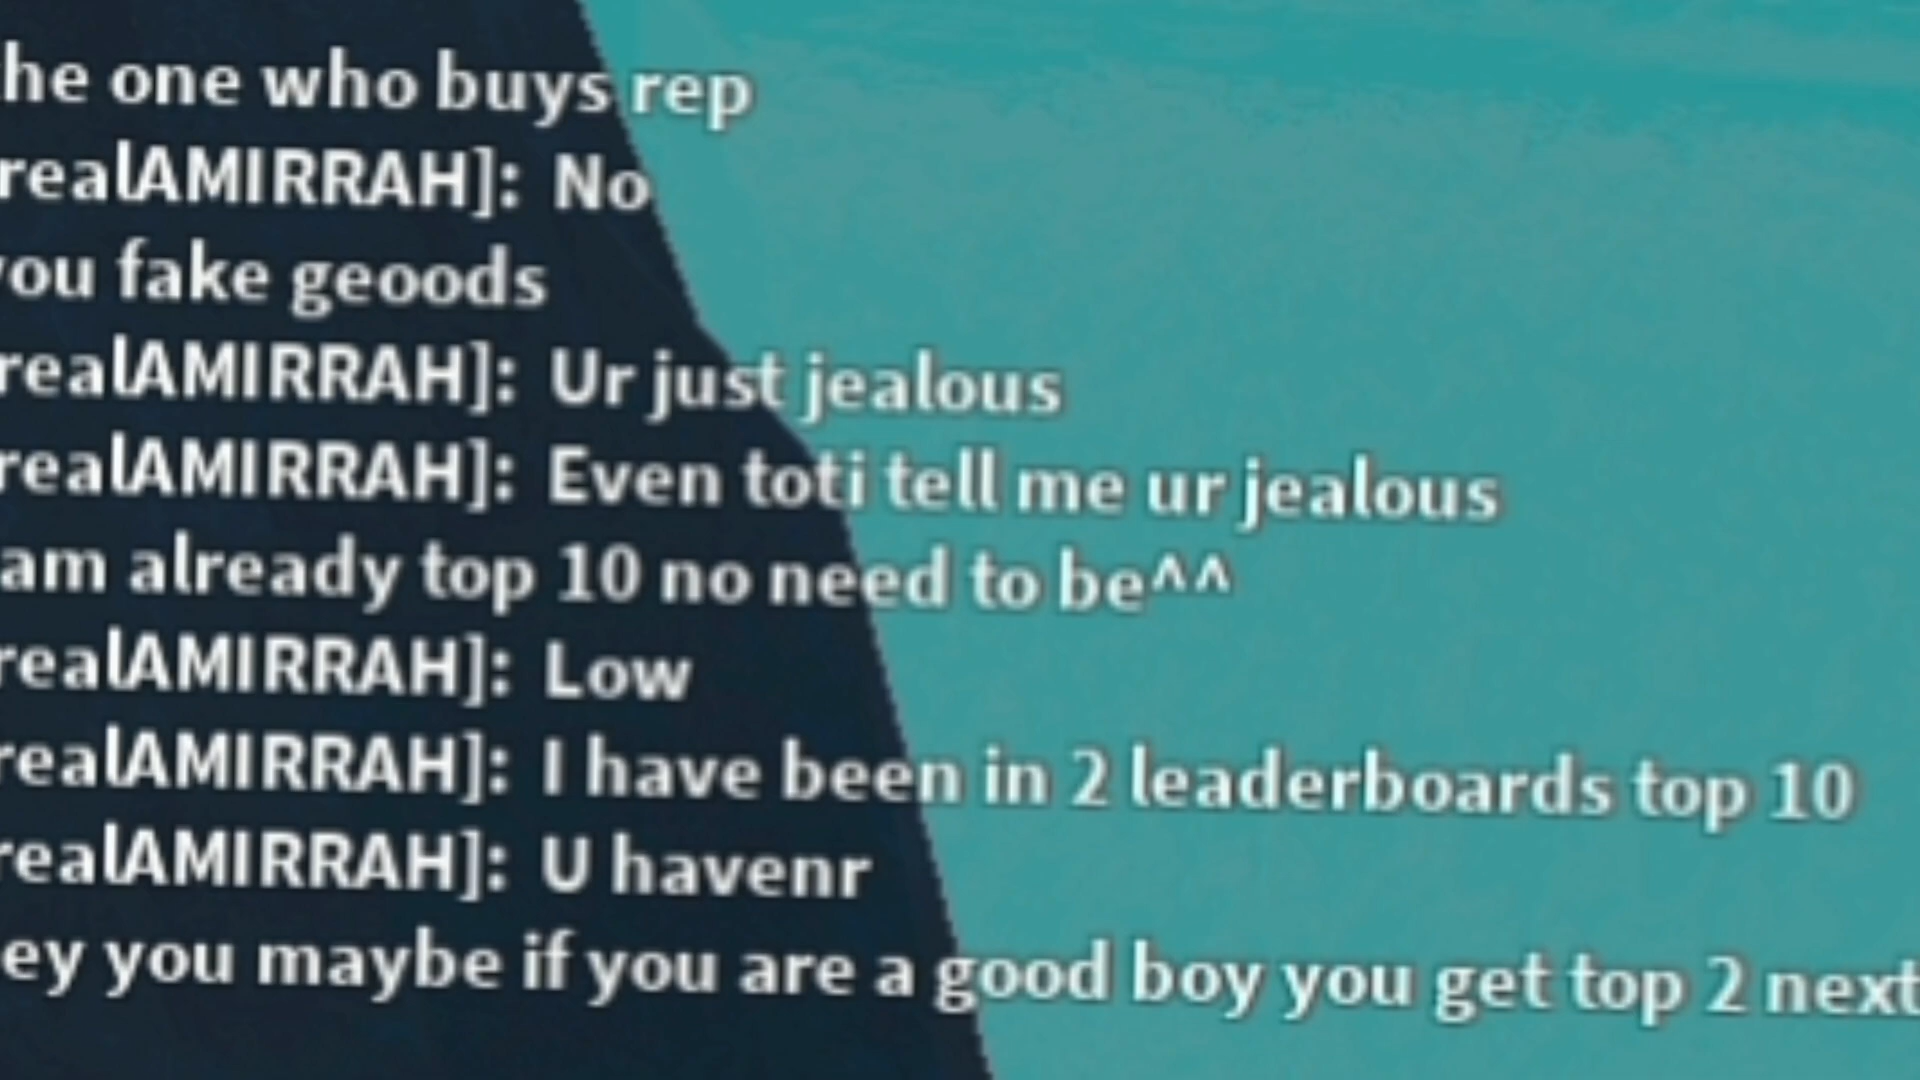 he one who buys rep
realAMIRRAH]: No
you fake geoods
realAMIRRAH]: Ur just jealous
realAMIRRAH]: Even toti tell me ur jealous
am already top 10 no need to be^^
realAMIRRAH]: Low
realAMIRRAH]: I have been in 2 leaderboards top 10
realAMIRRAH]: U havenr
ey you maybe if you are a good boy you get top 2 next